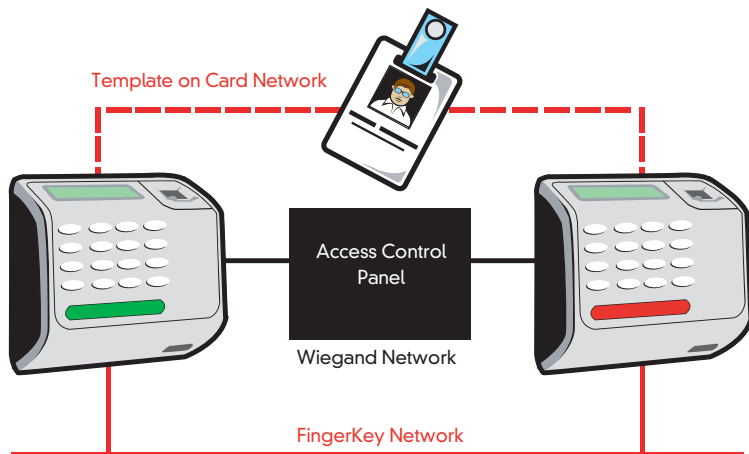 Template on Card Network
Access Control
Panel
Wiegand Network
FingerKey Network